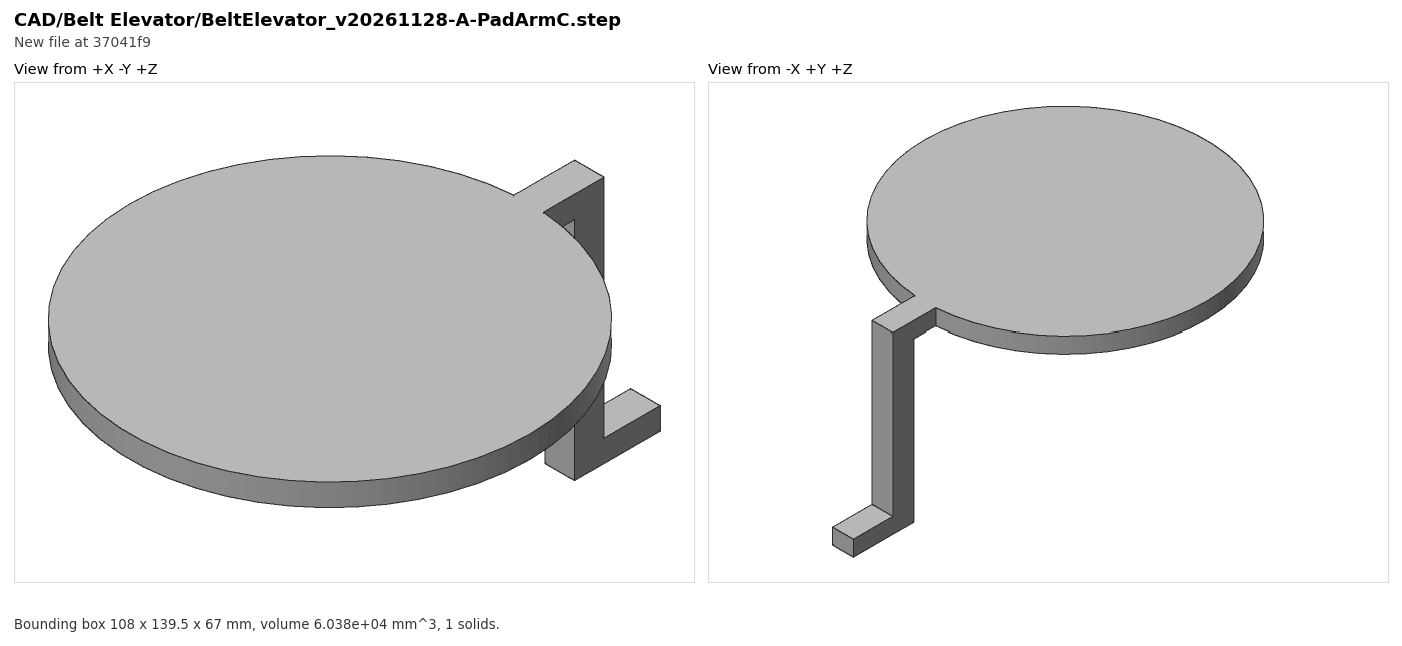 CAD/Belt Elevator/BeltElevator_v20261128-A-PadArmC.step
New file at 37041f9
View from +X -Y +Z
View from -X +Y +Z
Bounding box 108 x 139.5 x 67 mm, volume 6.038e+04 mm^3, 1 solids.